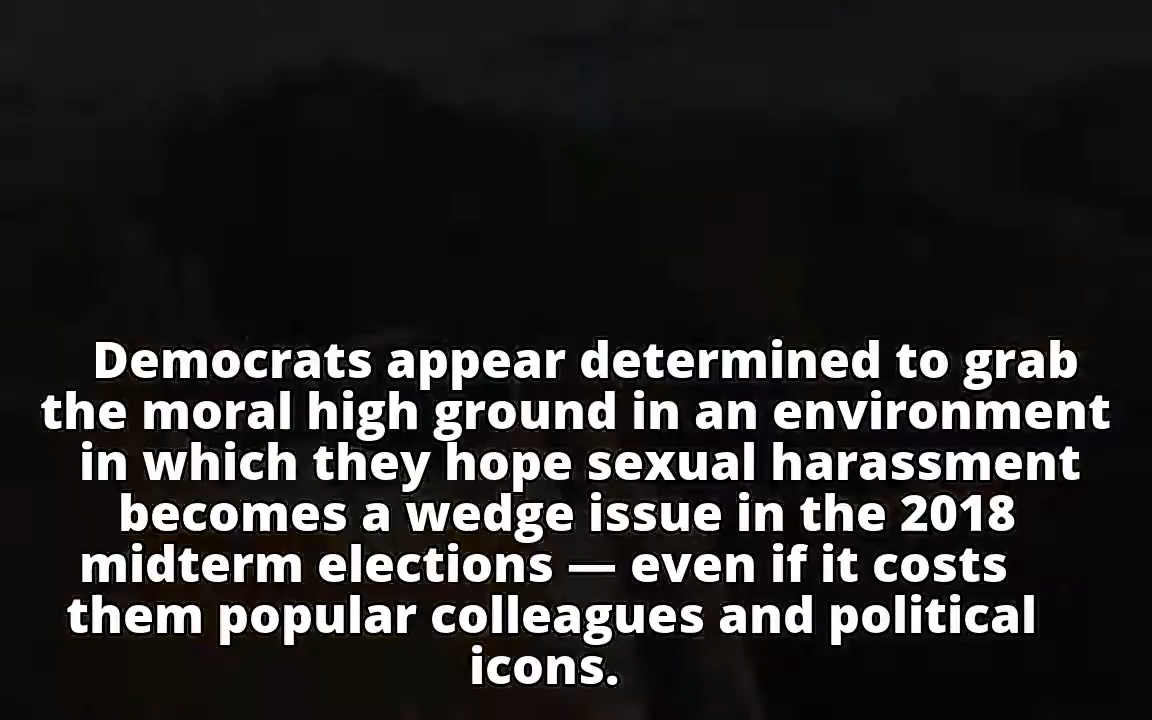 Democrats appear determined to grab
the moral high ground in an environment
in which they hope sexual harassment
becomes a wedge issue in the 2018
midterm elections — even if it costs
them popular colleagues and political
icons.